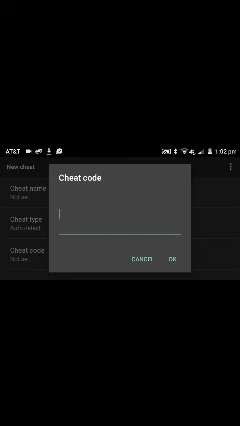 AT&T 1:02 pm
New cheat
Cheat name
Not set
Cheat code
Cheat type
Auto detect
Cheat code
Not set
CANCEL OK